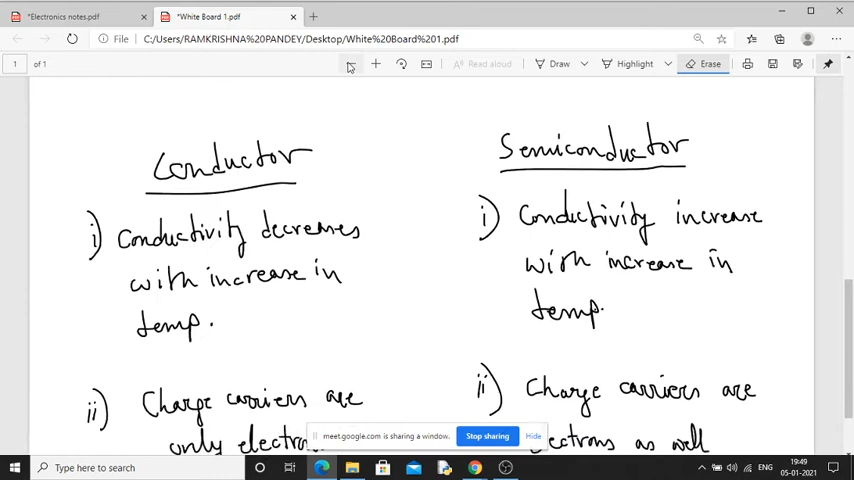 *Electronics notes.pdf
*White Board 1.pdf
File C:/Users/RAMKRISHNA%20PANDEY/Desktop/White%20Board%201.pdf
1 of 1
Read aloud Draw Highlight Erase
Conductor
i) Conductivity decreases
with increase in
temp.
ii) Charge carriers are
only
Semiconductor
i) Conductivity increase
with increase in
temp.
ii) Charge carriers are
as well
meet.google.com is sharing a window. Stop sharing Hide
Type here to search
ENG
19:49
05-01-2021